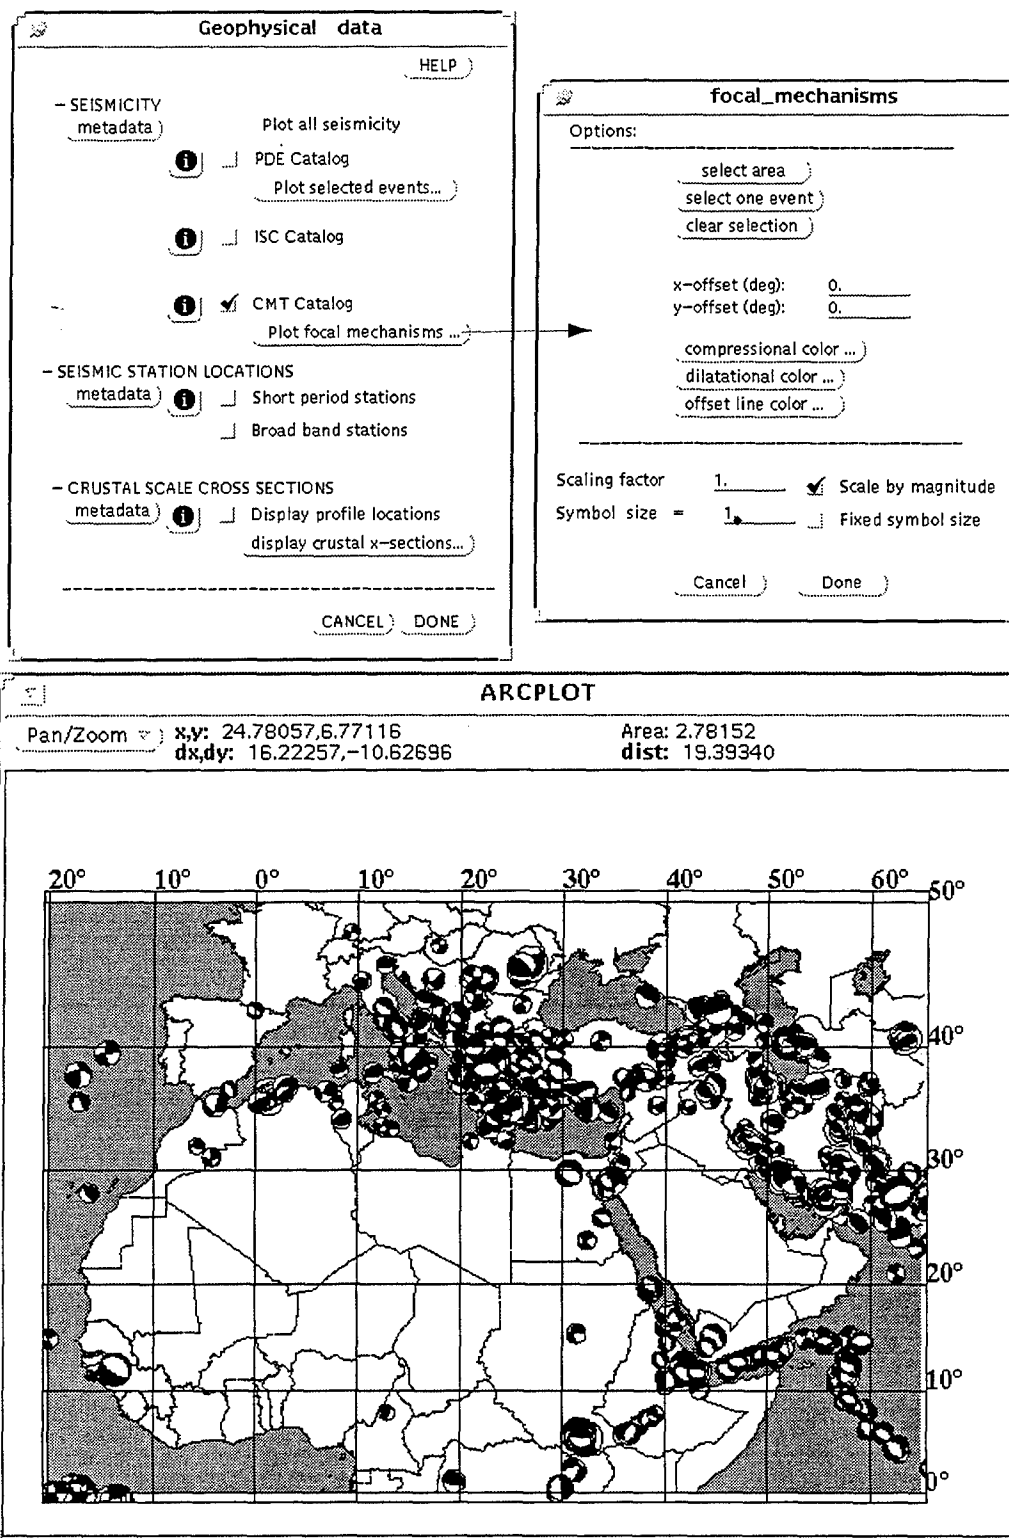 Geophysical data
HELP
– SEISMICITY
metadata
Plot all seismicity
i PDE Catalog
Plot selected events...
i ISC Catalog
i CMT Catalog
Plot focal mechanisms ...
– SEISMIC STATION LOCATIONS
metadata i Short period stations
Broad band stations
– CRUSTAL SCALE CROSS SECTIONS
metadata i Display profile locations
display crustal x-sections...
CANCEL DONE
focal_mechanisms
Options:
select area
select one event
clear selection
x-offset (deg): 0.
y-offset (deg): 0.
compressional color ...
dilatational color ...
offset line color ...
Scaling factor 1. Scale by magnitude
Symbol size = 1. Fixed symbol size
Cancel Done
ARCPLOT
Pan/Zoom x,y: 24.78057,6.77116 Area: 2.78152
dx,dy: 16.22257,-10.62696 dist: 19.39340
20° 10° 0° 10° 20° 30° 40° 50° 60° 50°
40°
30°
20°
10°
0°